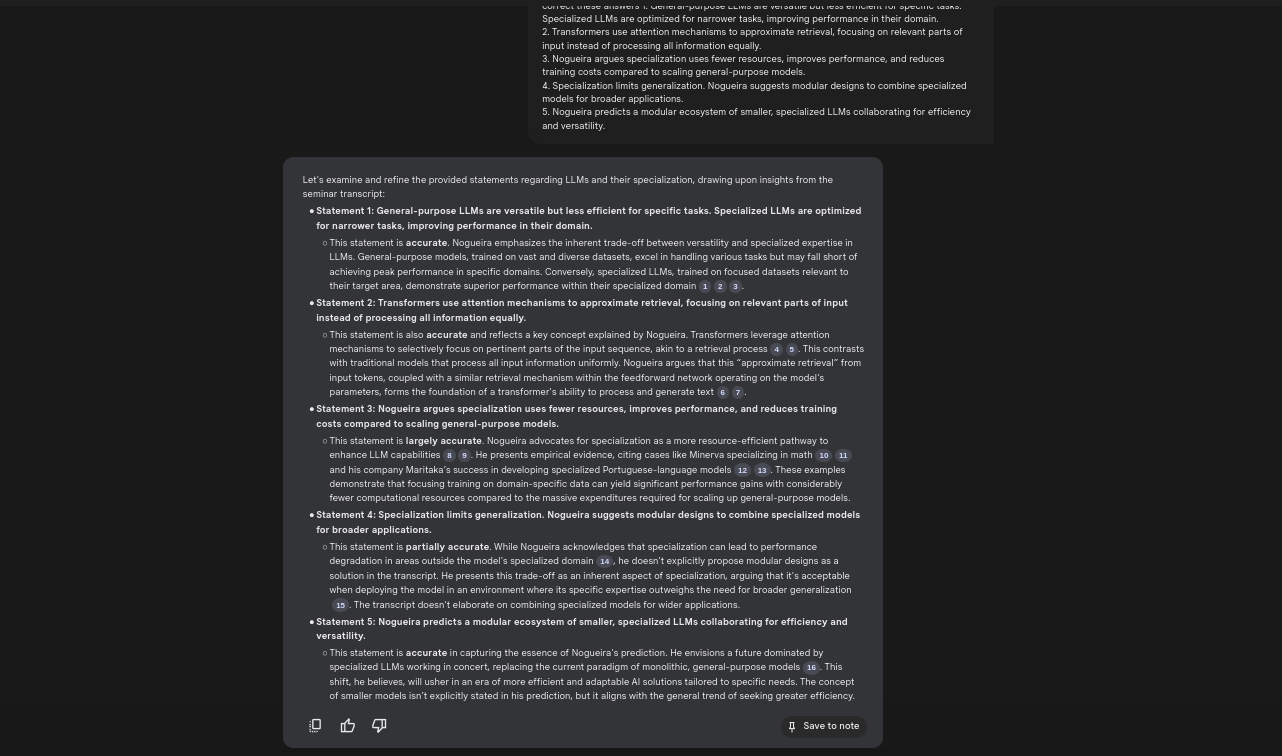 correct these answers 1. General-purpose LLMs are versatile but less efficient for specific tasks.
Specialized LLMs are optimized for narrower tasks, improving performance in their domain.
2. Transformers use attention mechanisms to approximate retrieval, focusing on relevant parts of
input instead of processing all information equally.
3. Nogueira argues specialization uses fewer resources, improves performance, and reduces
training costs compared to scaling general-purpose models.
4. Specialization limits generalization. Nogueira suggests modular designs to combine specialized
models for broader applications.
5. Nogueira predicts a modular ecosystem of smaller, specialized LLMs collaborating for efficiency
and versatility.
Let's examine and refine the provided statements regarding LLMs and their specialization, drawing upon insights from the
seminar transcript:
• Statement 1: General-purpose LLMs are versatile but less efficient for specific tasks. Specialized LLMs are optimized
for narrower tasks, improving performance in their domain.
○ This statement is accurate. Nogueira emphasizes the inherent trade-off between versatility and specialized expertise in
LLMs. General-purpose models, trained on vast and diverse datasets, excel in handling various tasks but may fall short of
achieving peak performance in specific domains. Conversely, specialized LLMs, trained on focused datasets relevant to
their target area, demonstrate superior performance within their specialized domain 1 2 3.
• Statement 2: Transformers use attention mechanisms to approximate retrieval, focusing on relevant parts of input
instead of processing all information equally.
○ This statement is also accurate and reflects a key concept explained by Nogueira. Transformers leverage attention
mechanisms to selectively focus on pertinent parts of the input sequence, akin to a retrieval process 4 5. This contrasts
with traditional models that process all input information uniformly. Nogueira argues that this "approximate retrieval" from
input tokens, coupled with a similar retrieval mechanism within the feedforward network operating on the model's
parameters, forms the foundation of a transformer's ability to process and generate text 6 7.
• Statement 3: Nogueira argues specialization uses fewer resources, improves performance, and reduces training
costs compared to scaling general-purpose models.
○ This statement is largely accurate. Nogueira advocates for specialization as a more resource-efficient pathway to
enhance LLM capabilities 8 9. He presents empirical evidence, citing cases like Minerva specializing in math 10 11
and his company Maritaka's success in developing specialized Portuguese-language models 12 13. These examples
demonstrate that focusing training on domain-specific data can yield significant performance gains with considerably
fewer computational resources compared to the massive expenditures required for scaling up general-purpose models.
• Statement 4: Specialization limits generalization. Nogueira suggests modular designs to combine specialized models
for broader applications.
○ This statement is partially accurate. While Nogueira acknowledges that specialization can lead to performance
degradation in areas outside the model's specialized domain 14, he doesn't explicitly propose modular designs as a
solution in the transcript. He presents this trade-off as an inherent aspect of specialization, arguing that it's acceptable
when deploying the model in an environment where its specific expertise outweighs the need for broader generalization
15. The transcript doesn't elaborate on combining specialized models for wider applications.
• Statement 5: Nogueira predicts a modular ecosystem of smaller, specialized LLMs collaborating for efficiency and
versatility.
○ This statement is accurate in capturing the essence of Nogueira's prediction. He envisions a future dominated by
specialized LLMs working in concert, replacing the current paradigm of monolithic, general-purpose models 16. This
shift, he believes, will usher in an era of more efficient and adaptable AI solutions tailored to specific needs. The concept
of smaller models isn't explicitly stated in his prediction, but it aligns with the general trend of seeking greater efficiency.
Save to note